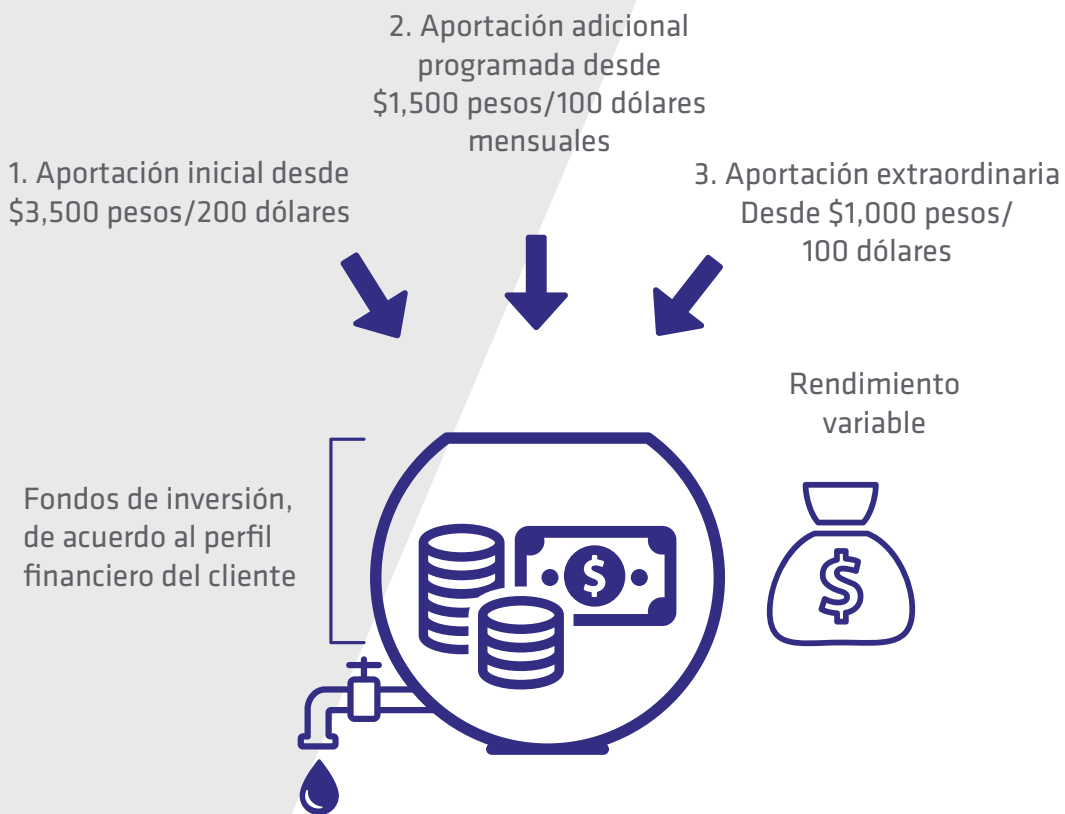 1. Aportación inicial desde
$3,500 pesos/200 dólares
2. Aportación adicional
programada desde
$1,500 pesos/100 dólares
mensuales
3. Aportación extraordinaria
Desde $1,000 pesos/
100 dólares
Fondos de inversión,
de acuerdo al perfil
financiero del cliente
$
Rendimiento
variable
$